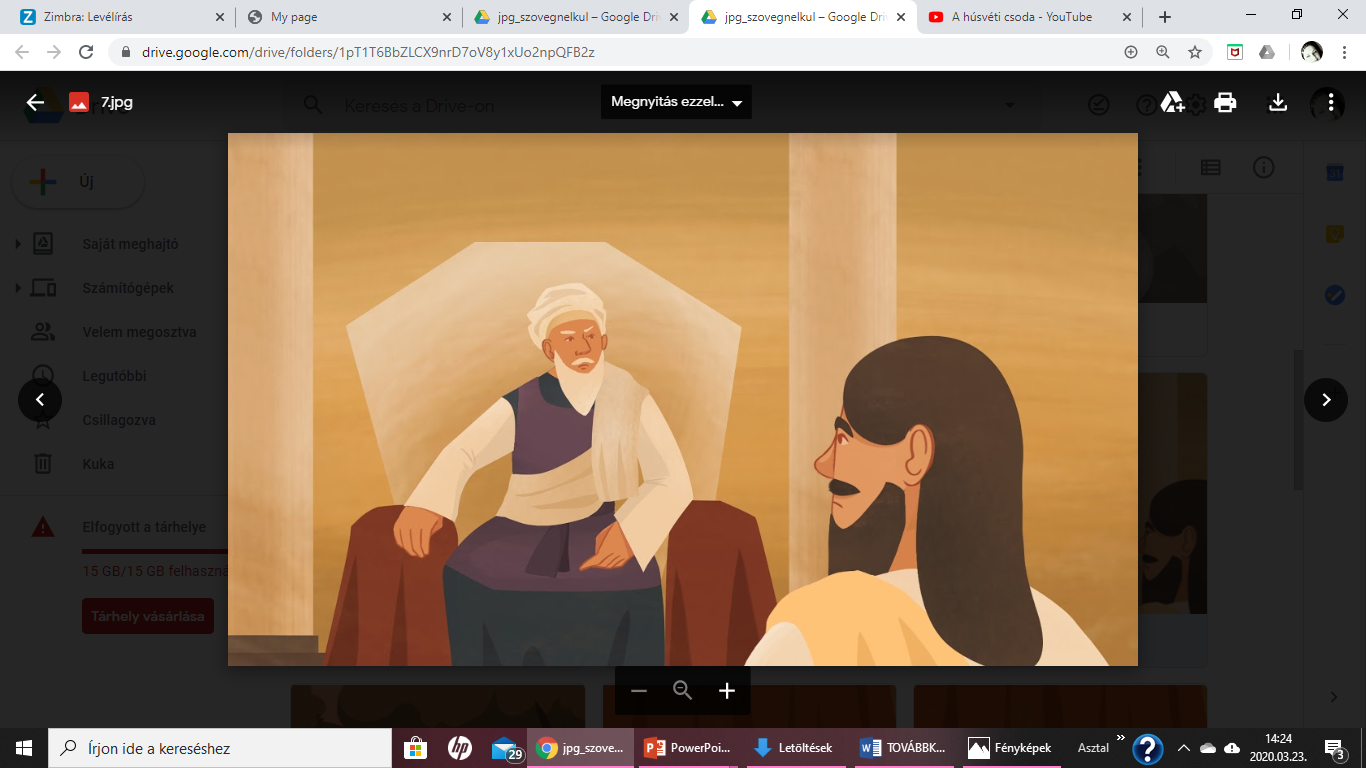 Zimbra: Levélírás
My page
jpg_szovegnelkul – Google Dri
jpg_szovegnelkul – Google Dri
A húsvéti csoda - YouTube
drive.google.com/drive/folders/1pT1T6BbZLCX9nrD7oV8y1xUo2npQFB2z
7.jpg
Keresés a Drive-on
Megnyitás ezzel...
Új
Saját meghajtó
Számítógépek
Velem megosztva
Legutóbbi
Csillagozva
Kuka
Elfogyott a tárhelye
15 GB/15 GB felhaszná
Tárhely vásárlása
Írjon ide a kereséshez
29
jpg_szove...
PowerPoi...
Letöltések
TOVÁBBK...
Fényképek
Asztal
14:24
2020.03.23.
3